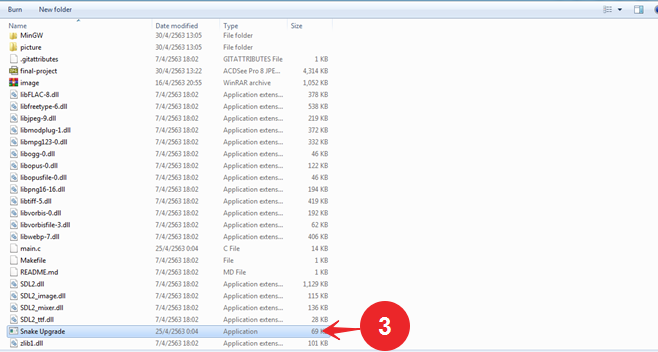 Burn New folder
Name Date modified Type Size
MinGW 30/4/2563 13:05 File folder
picture 30/4/2563 13:05 File folder
.gitattributes 7/4/2563 18:02 GITATTRIBUTES File 1 KB
final-project 30/4/2563 13:22 ACDSee Pro 8 JPE... 4,314 KB
image 16/4/2563 20:55 WinRAR archive 1,052 KB
libFLAC-8.dll 7/4/2563 18:02 Application extens... 378 KB
libfreetype-6.dll 7/4/2563 18:02 Application extens... 538 KB
libjpeg-9.dll 7/4/2563 18:02 Application extens... 219 KB
libmodplug-1.dll 7/4/2563 18:02 Application extens... 372 KB
libmpg123-0.dll 7/4/2563 18:02 Application extens... 332 KB
libogg-0.dll 7/4/2563 18:02 Application extens... 46 KB
libopus-0.dll 7/4/2563 18:02 Application extens... 122 KB
libopusfile-0.dll 7/4/2563 18:02 Application extens... 46 KB
libpng16-16.dll 7/4/2563 18:02 Application extens... 194 KB
libtiff-5.dll 7/4/2563 18:02 Application extens... 419 KB
libvorbis-0.dll 7/4/2563 18:02 Application extens... 192 KB
libvorbisfile-3.dll 7/4/2563 18:02 Application extens... 62 KB
libwebp-7.dll 7/4/2563 18:02 Application extens... 406 KB
main.c 25/4/2563 0:04 C File 14 KB
Makefile 7/4/2563 18:02 File 1 KB
README.md 7/4/2563 18:02 MD File 1 KB
SDL2.dll 7/4/2563 18:02 Application extens... 1,129 KB
SDL2_image.dll 7/4/2563 18:02 Application extens... 115 KB
SDL2_mixer.dll 7/4/2563 18:02 Application extens... 136 KB
SDL2_ttf.dll 7/4/2563 18:02 Application extens... 28 KB
Snake Upgrade 25/4/2563 0:04 Application 69 KB
3
zlib1.dll 7/4/2563 18:02 Application extens... 101 KB